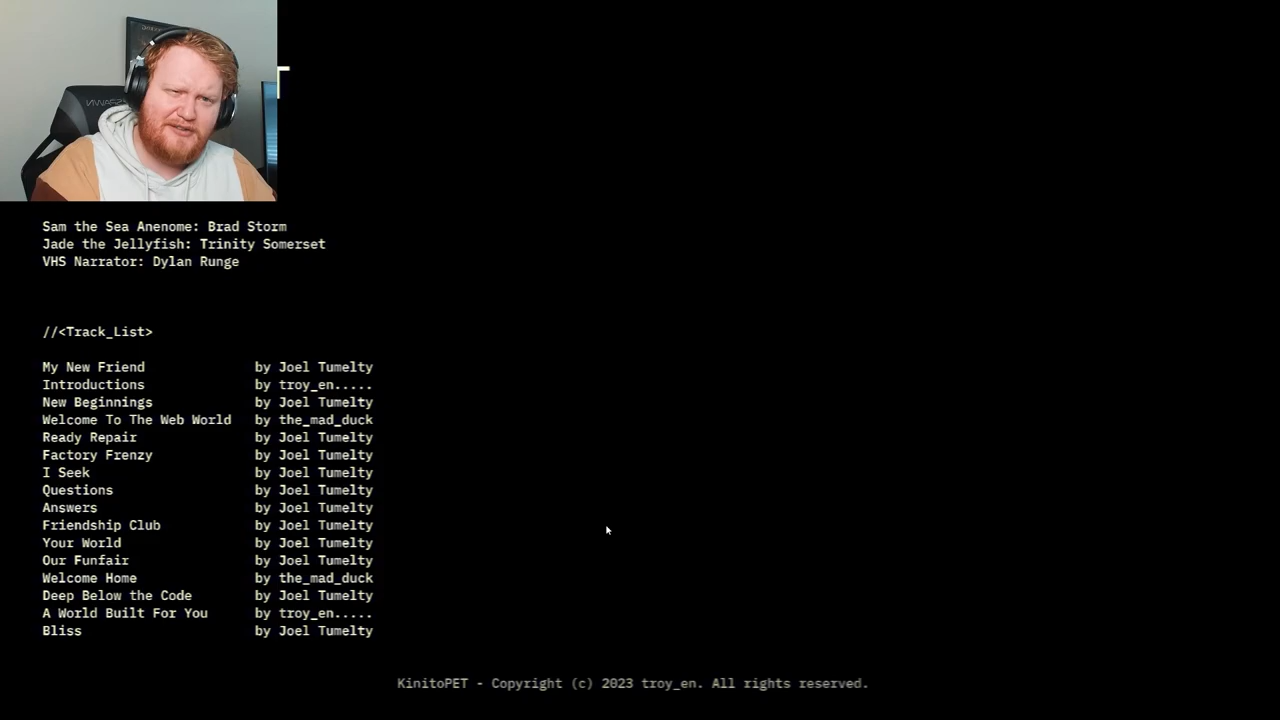 T
Sam the Sea Anenome: Brad Storm
Jade the Jellyfish: Trinity Somerset
VHS Narrator: Dylan Runge
//<Track_List>
My New Friend by Joel Tumelty
Introductions by troy_en.....
New Beginnings by Joel Tumelty
Welcome To The Web World by the_mad_duck
Ready Repair by Joel Tumelty
Factory Frenzy by Joel Tumelty
I Seek by Joel Tumelty
Questions by Joel Tumelty
Answers by Joel Tumelty
Friendship Club by Joel Tumelty
Your World by Joel Tumelty
Our Funfair by Joel Tumelty
Welcome Home by the_mad_duck
Deep Below the Code by Joel Tumelty
A World Built For You by troy_en.....
Bliss by Joel Tumelty
KinitoPET - Copyright (c) 2023 troy_en. All rights reserved.